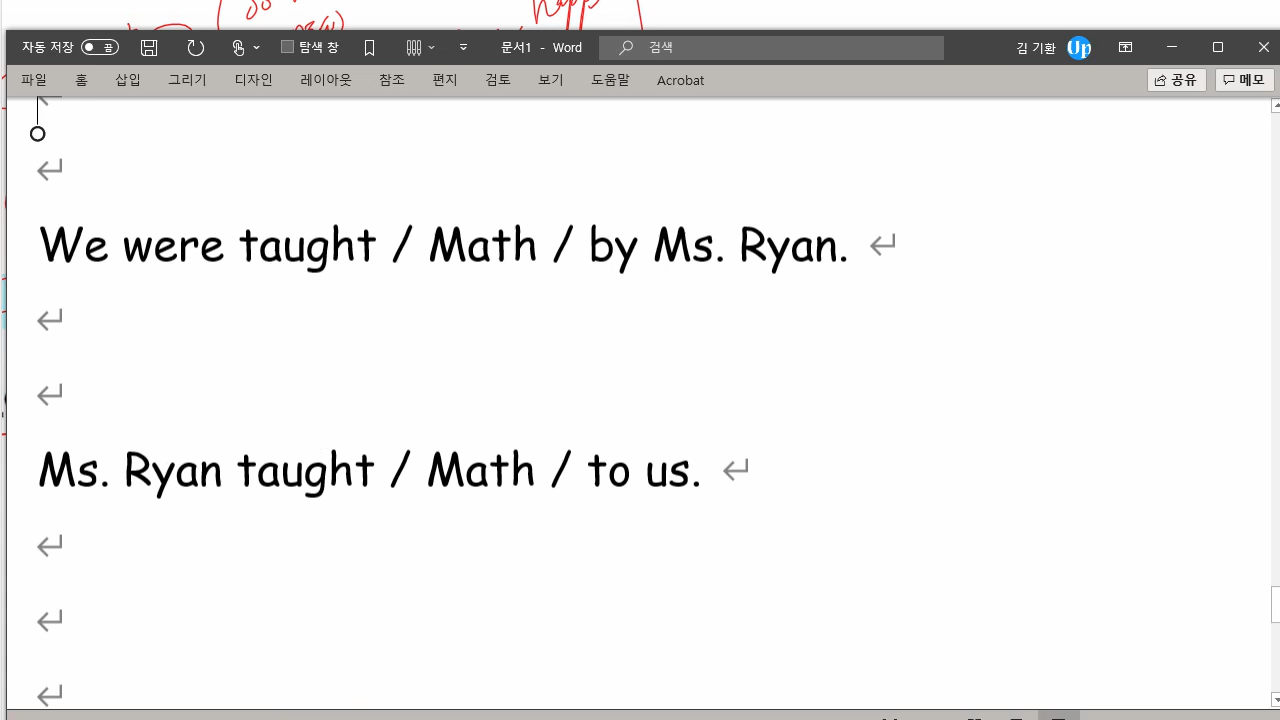 자동 저장 끔 탐색 창 문서1 - Word 검색 김 기환 Up
파일 홈 삽입 그리기 디자인 레이아웃 참조 편지 검토 보기 도움말 Acrobat 공유 메모
We were taught / Math / by Ms. Ryan.
Ms. Ryan taught / Math / to us.